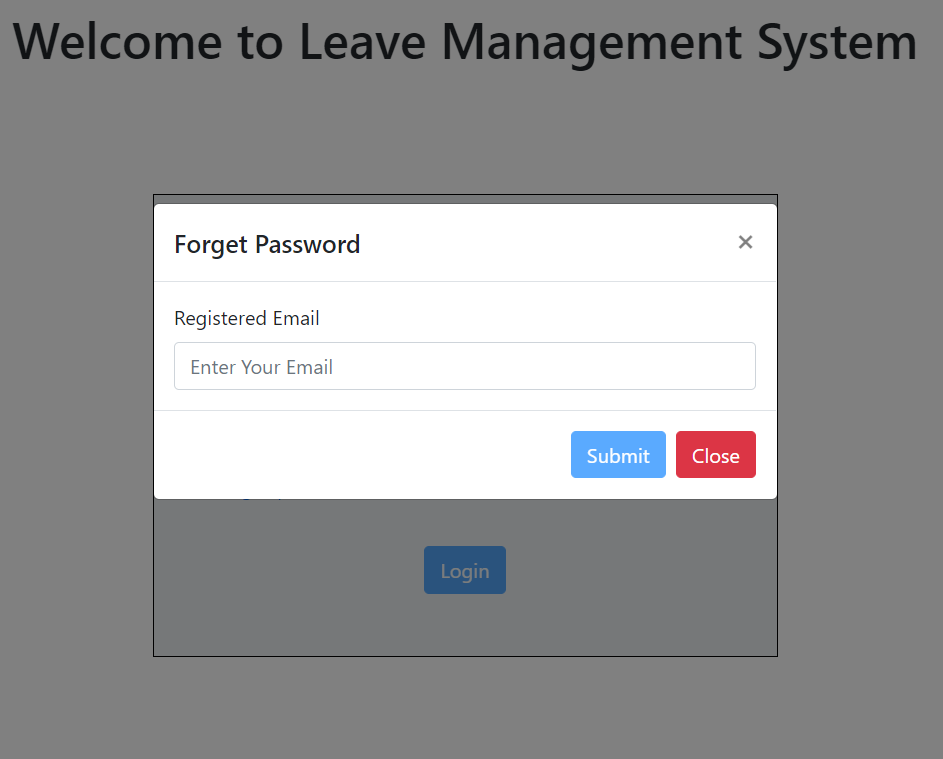 Welcome to Leave Management System
Forget Password
×
Registered Email
Enter Your Email
Submit Close
Login